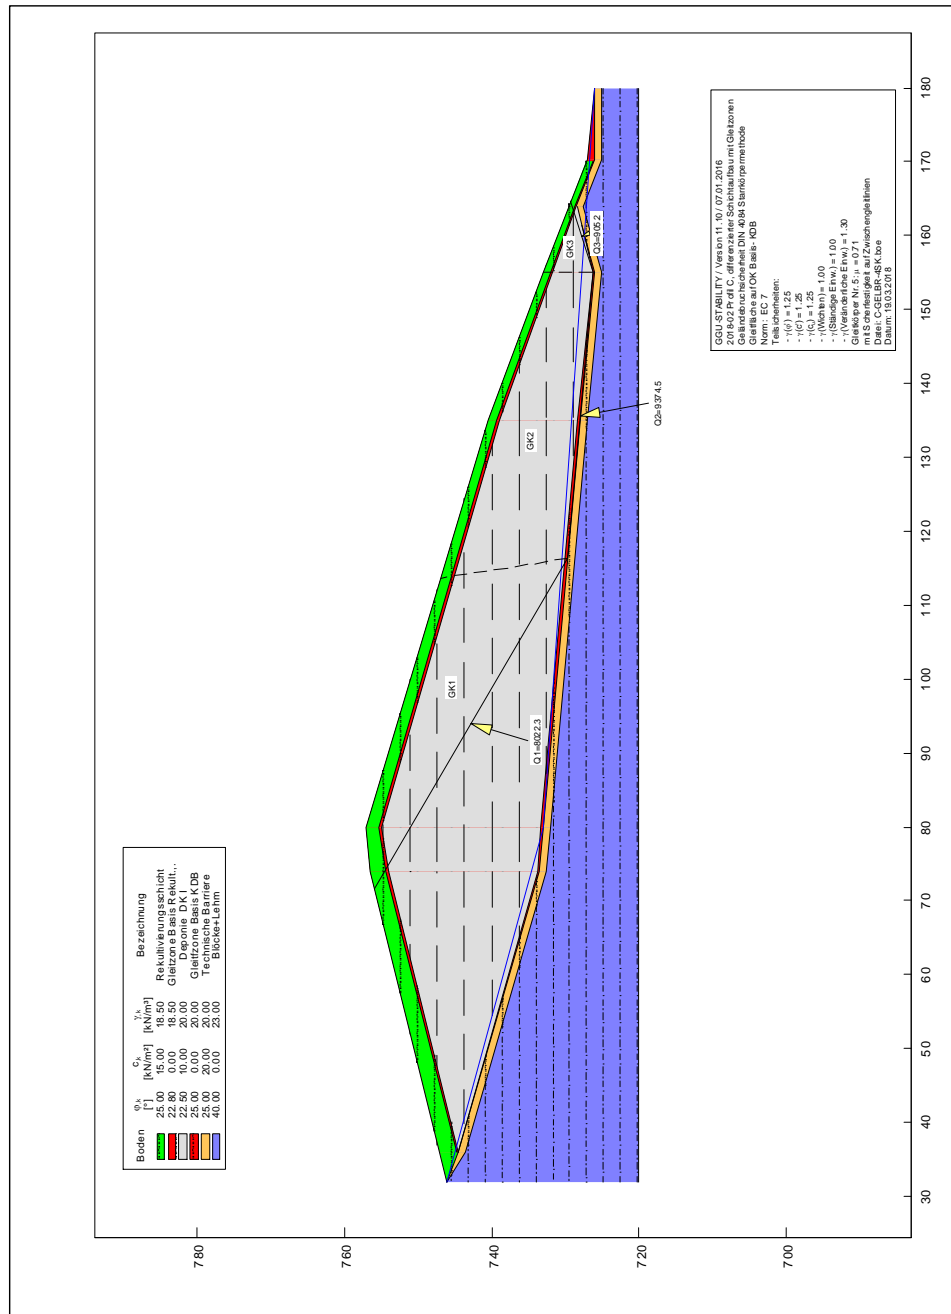 Boden
φ,k
[°]
c,k
[kN/m²]
γ,k
[kN/m³]
Bezeichnung
25.00 15.00 18.50 Rekultivierungsschicht
22.80 0.00 18.50 Gleitzone Basis Rekult...
22.50 10.00 20.00 Deponie DK I
25.00 0.00 20.00 Gleitfzone Basis KDB
25.00 20.00 20.00 Technische Barriere
40.00 0.00 23.00 Blöcke+Lehm
GK1
GK2
GK3
Q1=8022.3
Q2=9374.5
Q3=905.2
GGU-STABILITY / Version 11.10 / 07.01.2016
2018-02 Profil C, differenzierter Schichtaufbau mit Gleitzonen
Geländebruchsicherheit DIN 4084 Starrkörpermethode
Gleitfläche auf OK Basis-KDB
Norm: EC 7
Teilsicherheiten:
- γ(φ') = 1.25
- γ(c') = 1.25
- γ(cᵤ) = 1.25
- γ(Wichten) = 1.00
- γ(Ständige Einw.) = 1.00
- γ(Veränderliche Einw.) = 1.30
Gleitkörper Nr. 5: µ = 0.71
mit Scherfestigkeit auf Zwischengleitlinien
Datei: C-GELBR-4SK.boe
Datum: 19.03.2018
780
760
740
720
700
30 40 50 60 70 80 90 100 110 120 130 140 150 160 170 180